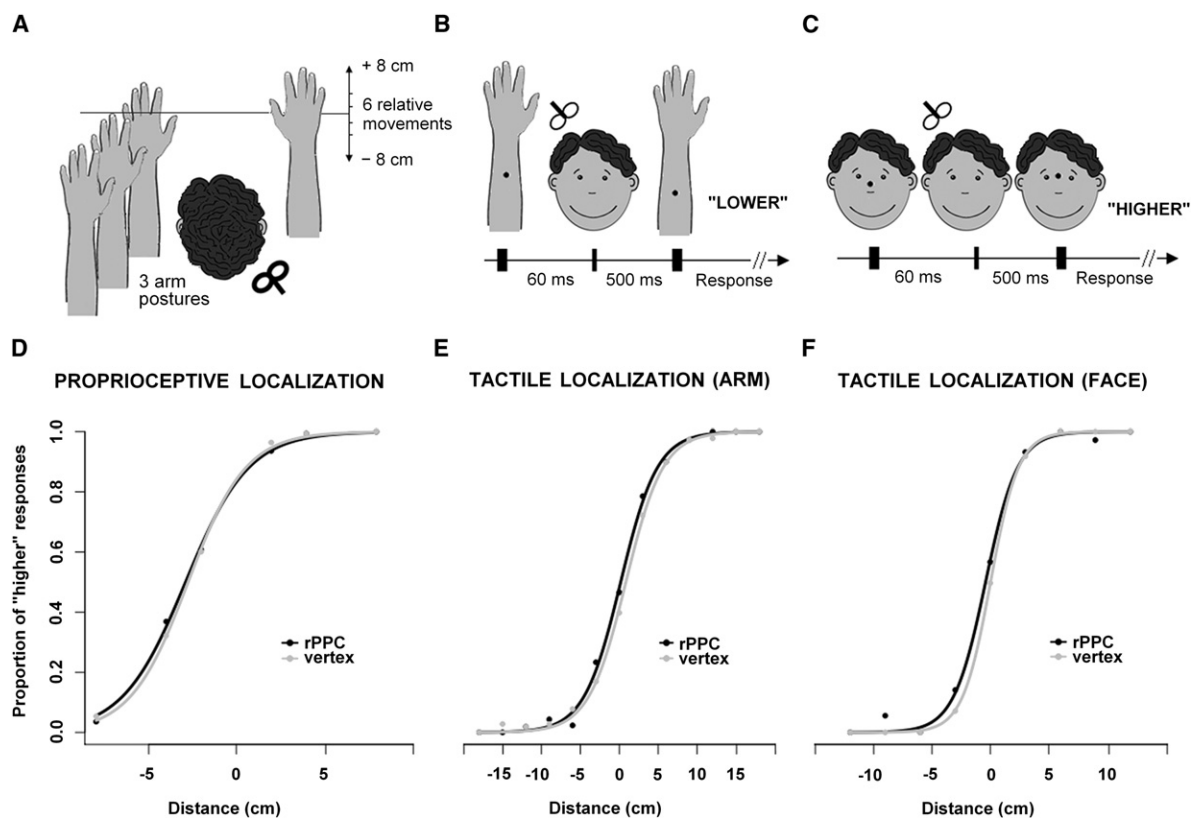 A
+ 8 cm
6 relative
movements
− 8 cm
3 arm
postures
B
"LOWER"
60 ms
500 ms
Response
C
"HIGHER"
60 ms
500 ms
Response
D
PROPRIOCEPTIVE LOCALIZATION
Proportion of "higher" responses
1.0
0.8
0.6
0.4
0.2
0.0
rPPC
vertex
-5
0
5
Distance (cm)
E
TACTILE LOCALIZATION (ARM)
rPPC
vertex
-15
-10
-5
0
5
10
15
Distance (cm)
F
TACTILE LOCALIZATION (FACE)
rPPC
vertex
-10
-5
0
5
10
Distance (cm)